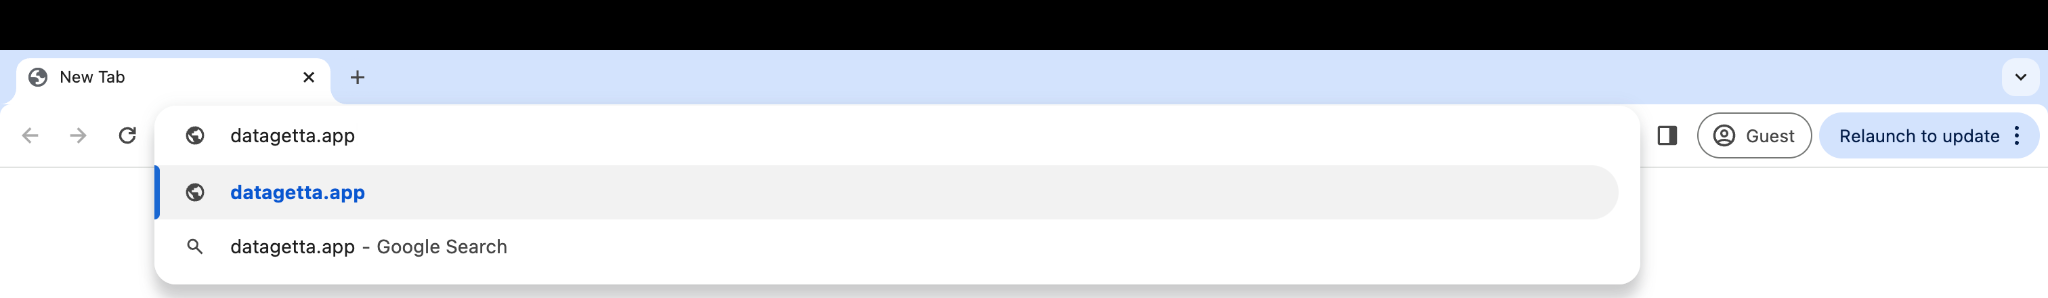 New Tab
datagetta.app
Guest
Relaunch to update
datagetta.app
datagetta.app - Google Search